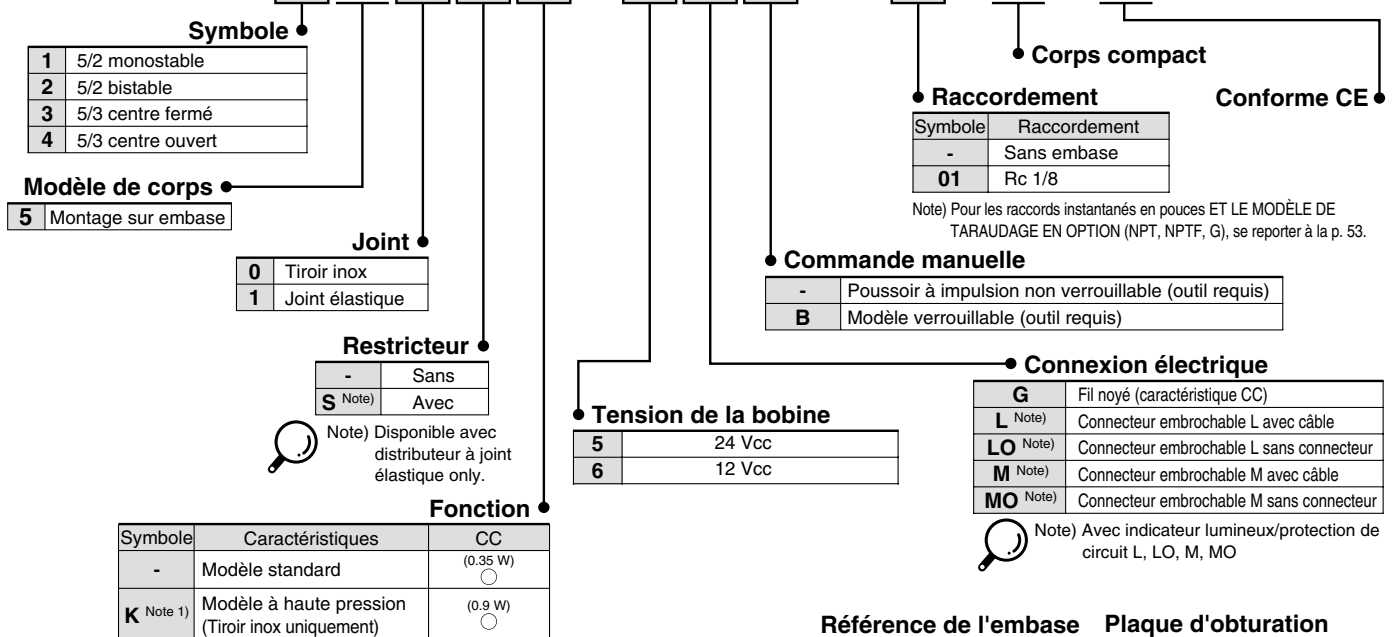 Symbole
1 5/2 monostable
2 5/2 bistable
3 5/3 centre fermé
4 5/3 centre ouvert
Modèle de corps
5 Montage sur embase
Joint
0 Tiroir inox
1 Joint élastique
Restricteur
- Sans
S Note) Avec
Note) Disponible avec
distributeur à joint
élastique only.
Fonction
Symbole Caractéristiques CC
- Modèle standard (0.35 W)
K Note 1) Modèle à haute pression (0.9 W)
(Tiroir inox uniquement)
Tension de la bobine
5 24 Vcc
6 12 Vcc
Corps compact
Raccordement
Symbole Raccordement
- Sans embase
01 Rc 1/8
Note) Pour les raccords instantanés en pouces ET LE MODÈLE DE
TARAUDAGE EN OPTION (NPT, NPTF, G), se reporter à la p. 53.
Conforme CE
Commande manuelle
- Poussoir à impulsion non verrouillable (outil requis)
B Modèle verrouillable (outil requis)
Connexion électrique
G Fil noyé (caractéristique CC)
L Note) Connecteur embrochable L avec câble
LO Note) Connecteur embrochable L sans connecteur
M Note) Connecteur embrochable M avec câble
MO Note) Connecteur embrochable M sans connecteur
Note) Avec indicateur lumineux/protection de
circuit L, LO, M, MO
Référence de l'embase Plaque d'obturation